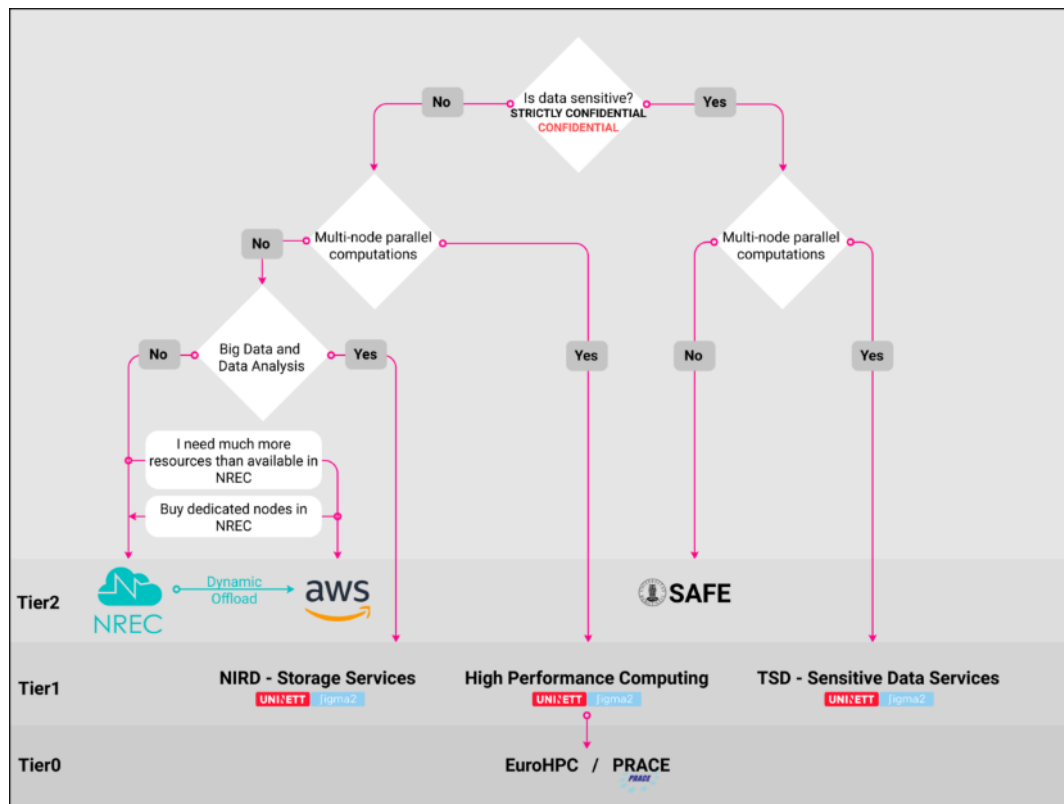 Is data sensitive?
STRICTLY CONFIDENTIAL
CONFIDENTIAL
No
Yes
Multi-node parallel
computations
Multi-node parallel
computations
No
Big Data and
Data Analysis
No
Yes
Yes
No
Yes
I need much more
resources than available in
NREC
Buy dedicated nodes in
NREC
Tier2
NREC
Dynamic
Offload
aws
SAFE
Tier1
NIRD - Storage Services
UNINETT ʃigma2
High Performance Computing
UNINETT ʃigma2
TSD - Sensitive Data Services
UNINETT ʃigma2
Tier0
EuroHPC / PRACE
PRACE